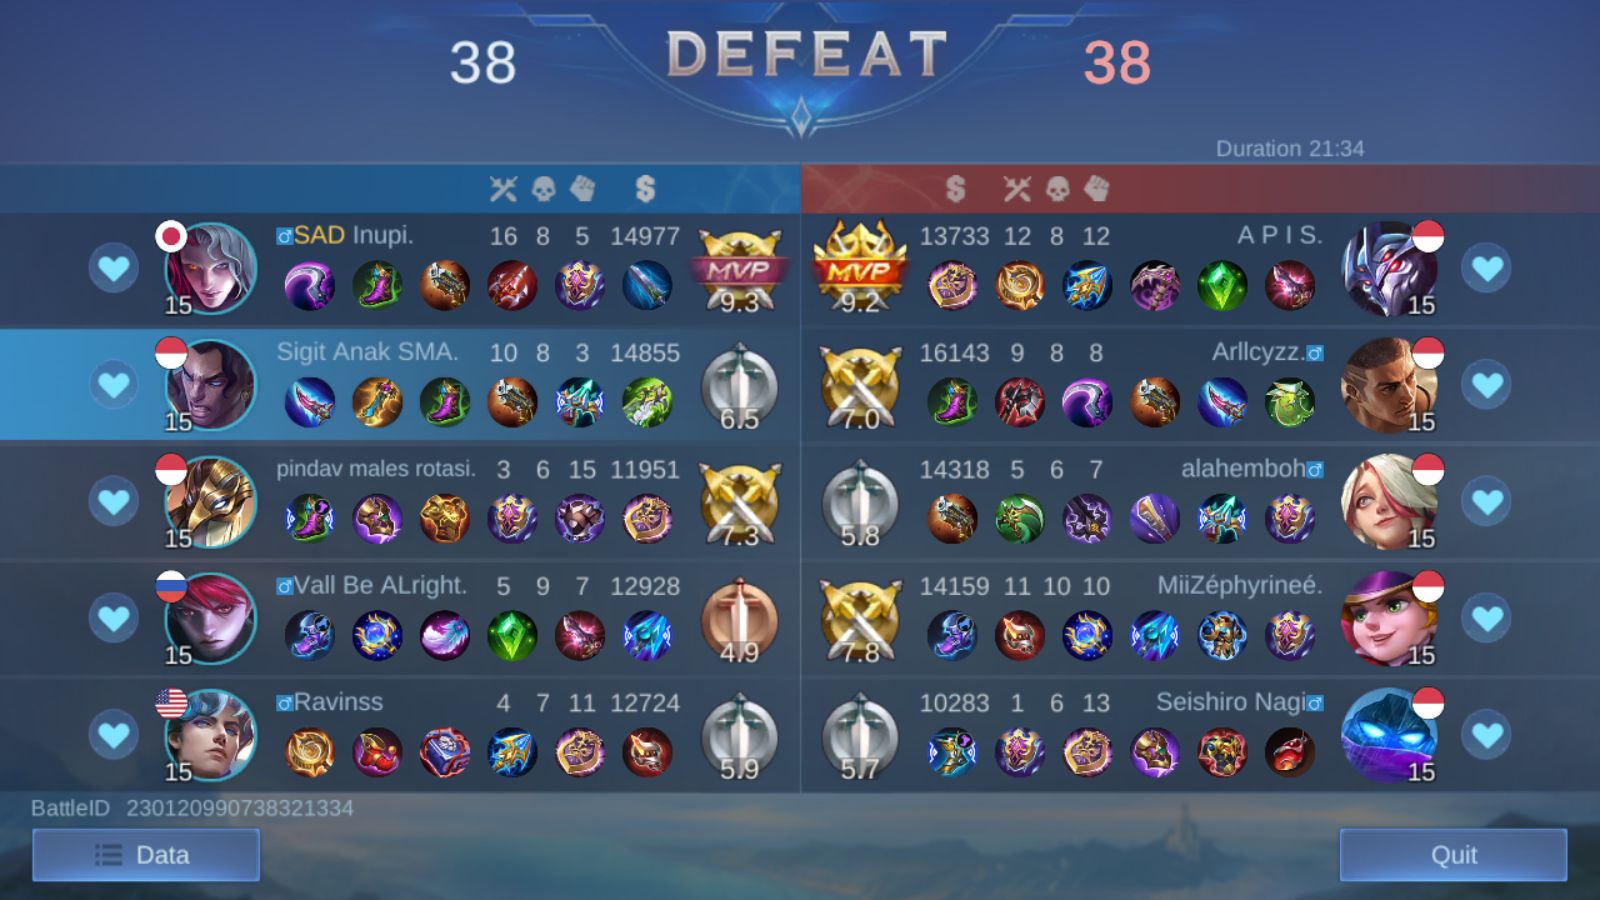 38 DEFEAT 38
Duration 21:34
SAD Inupi. 16 8 5 14977 MVP 9.3
15
MVP 9.2 13733 12 8 12 A P I S.
15
Sigit Anak SMA. 10 8 3 14855 6.5
15
7.0 16143 9 8 8 Arllcyzz.
15
pindav males rotasi. 3 6 15 11951 7.3
15
5.8 14318 5 6 7 alahemboh
15
Vall Be ALright. 5 9 7 12928 4.9
15
7.8 14159 11 10 10 MiiZéphyrineé.
15
Ravinss 4 7 11 12724 5.9
15
5.7 10283 1 6 13 Seishiro Nagi
15
BattleID 230120990738321334
Data
Quit